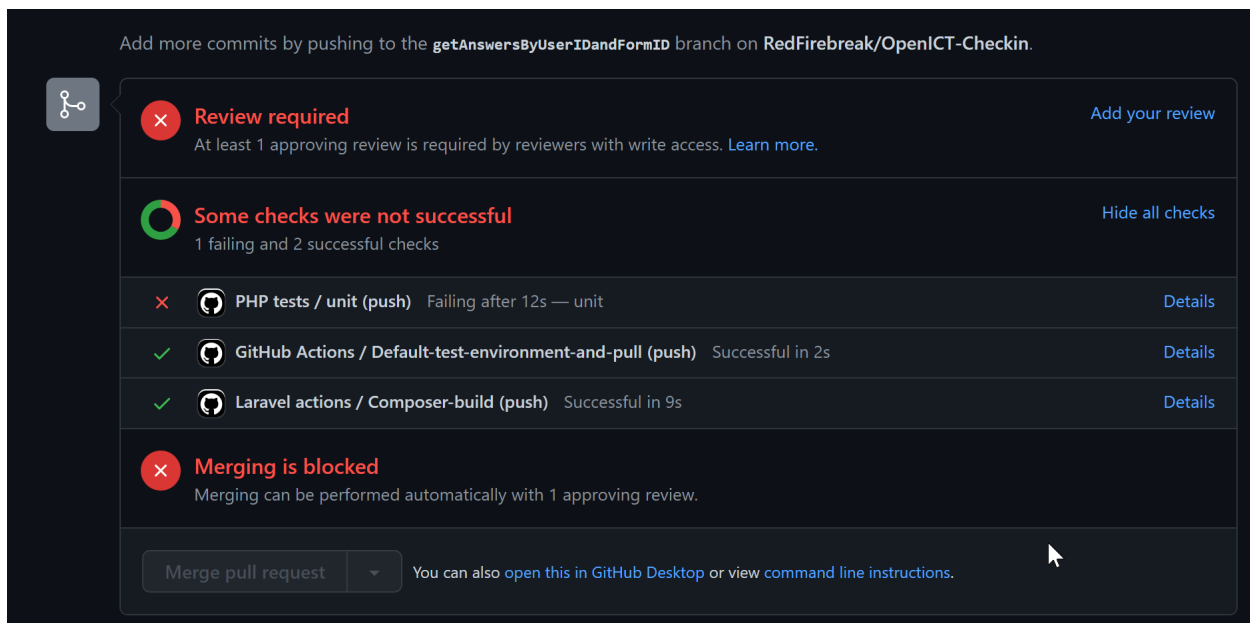 Add more commits by pushing to the getAnswersByUserIDandFormID branch on RedFirebreak/OpenICT-Checkin.
Review required
Add your review
At least 1 approving review is required by reviewers with write access. Learn more.
Some checks were not successful
Hide all checks
1 failing and 2 successful checks
PHP tests / unit (push) Failing after 12s — unit Details
GitHub Actions / Default-test-environment-and-pull (push) Successful in 2s Details
Laravel actions / Composer-build (push) Successful in 9s Details
Merging is blocked
Merging can be performed automatically with 1 approving review.
Merge pull request You can also open this in GitHub Desktop or view command line instructions.